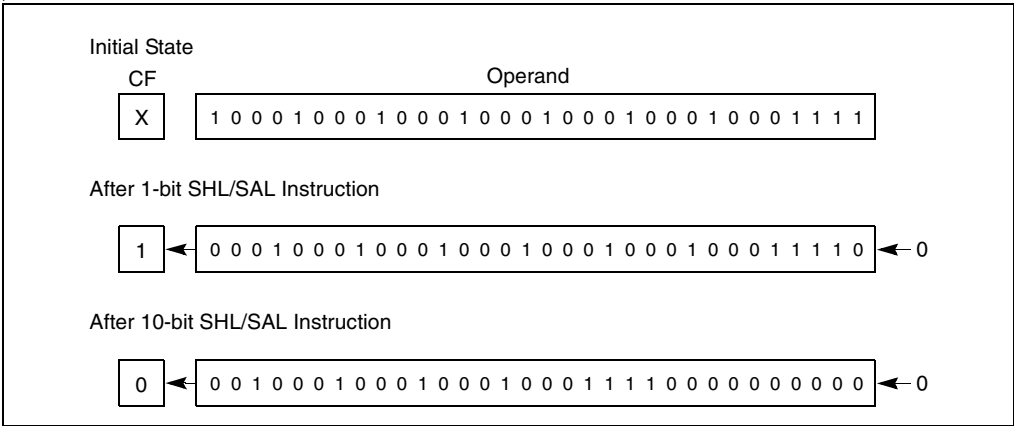 Initial State
CF Operand
X 1 0 0 0 1 0 0 0 1 0 0 0 1 0 0 0 1 0 0 0 1 0 0 0 1 0 0 0 1 1 1 1
After 1-bit SHL/SAL Instruction
1 0 0 0 1 0 0 0 1 0 0 0 1 0 0 0 1 0 0 0 1 0 0 0 1 0 0 0 1 1 1 1 0 0
After 10-bit SHL/SAL Instruction
0 0 0 1 0 0 0 1 0 0 0 1 0 0 0 1 0 0 0 1 1 1 1 0 0 0 0 0 0 0 0 0 0 0